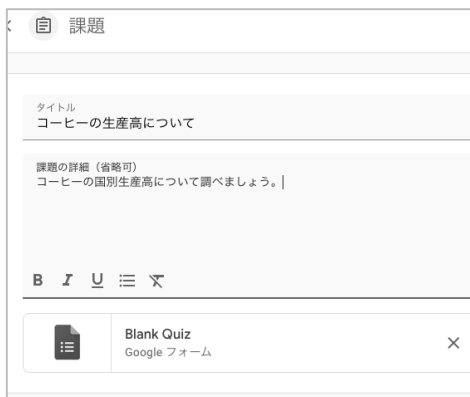 課題
タイトル
コーヒーの生産高について
課題の詳細（省略可）
コーヒーの国別生産高について調べましょう。
B I U
Blank Quiz
Google フォーム